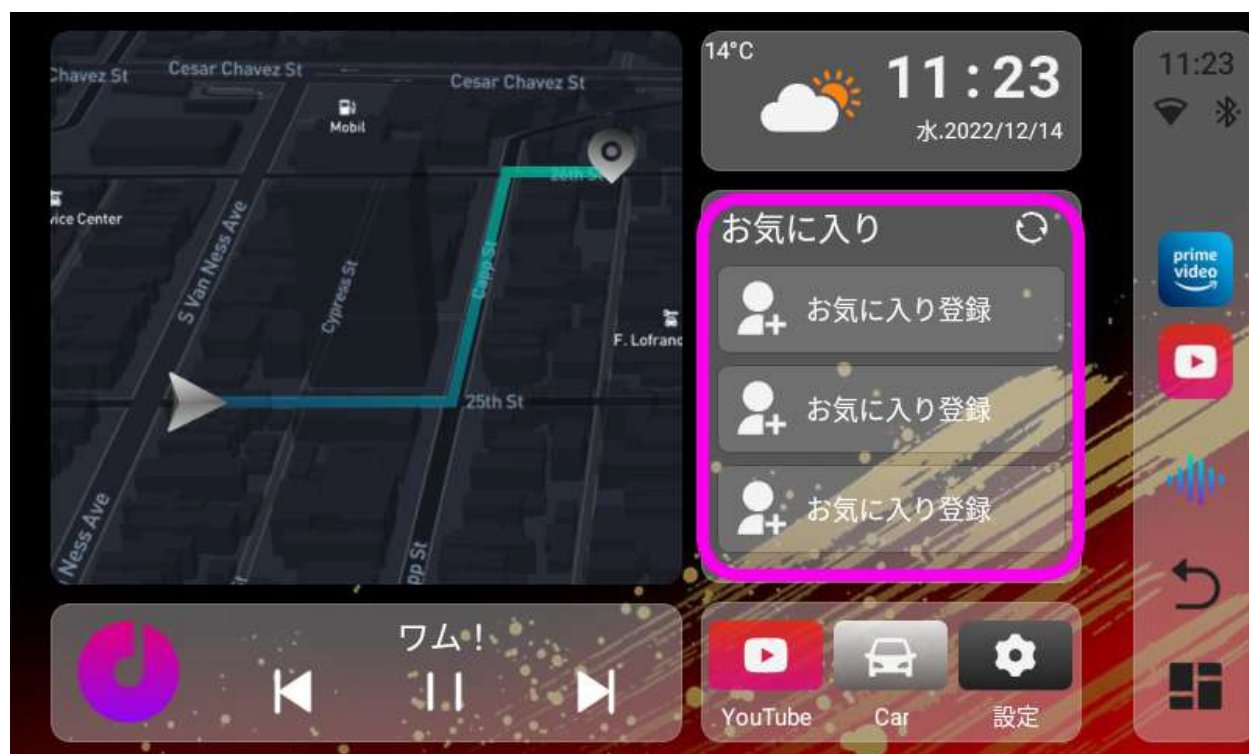 Chavez St
Cesar Chavez St
Cesar Chavez St
Mobil
26th St
vice Center
S Van Ness Ave
Cypress St
Capp St
F. Lofrano
25th St
Ness Ave
pp St
14°C
11:23
水.2022/12/14
お気に入り
お気に入り登録
お気に入り登録
お気に入り登録
ワム！
YouTube
Car
設定
11:23
prime
video